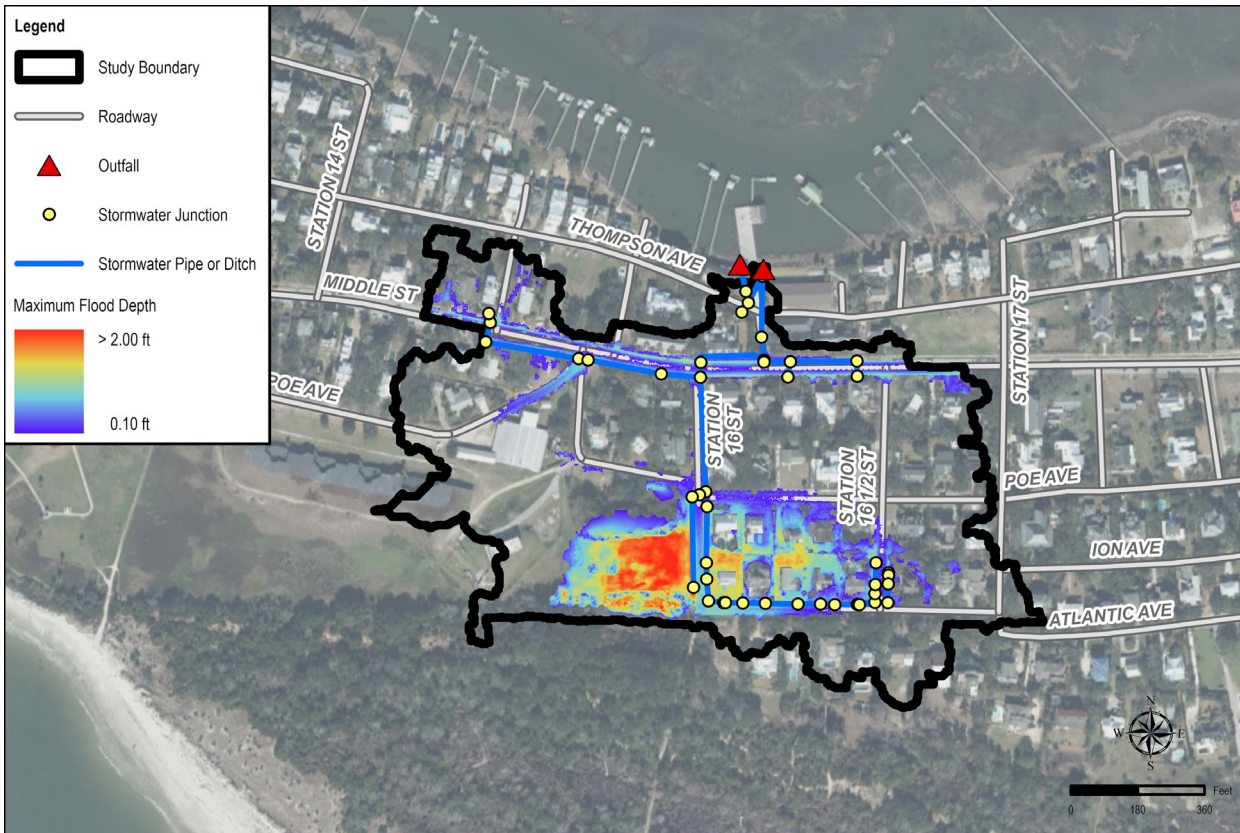 Legend
Study Boundary
Roadway
Outfall
Stormwater Junction
Stormwater Pipe or Ditch
Maximum Flood Depth
> 2.00 ft
0.10 ft
STATION 14 ST
THOMPSON AVE
MIDDLE ST
POE AVE
STATION 17 ST
STATION
16 ST
STATION
16 1/2 ST
POE AVE
ION AVE
ATLANTIC AVE
N
W E
S
Feet
0 180 360